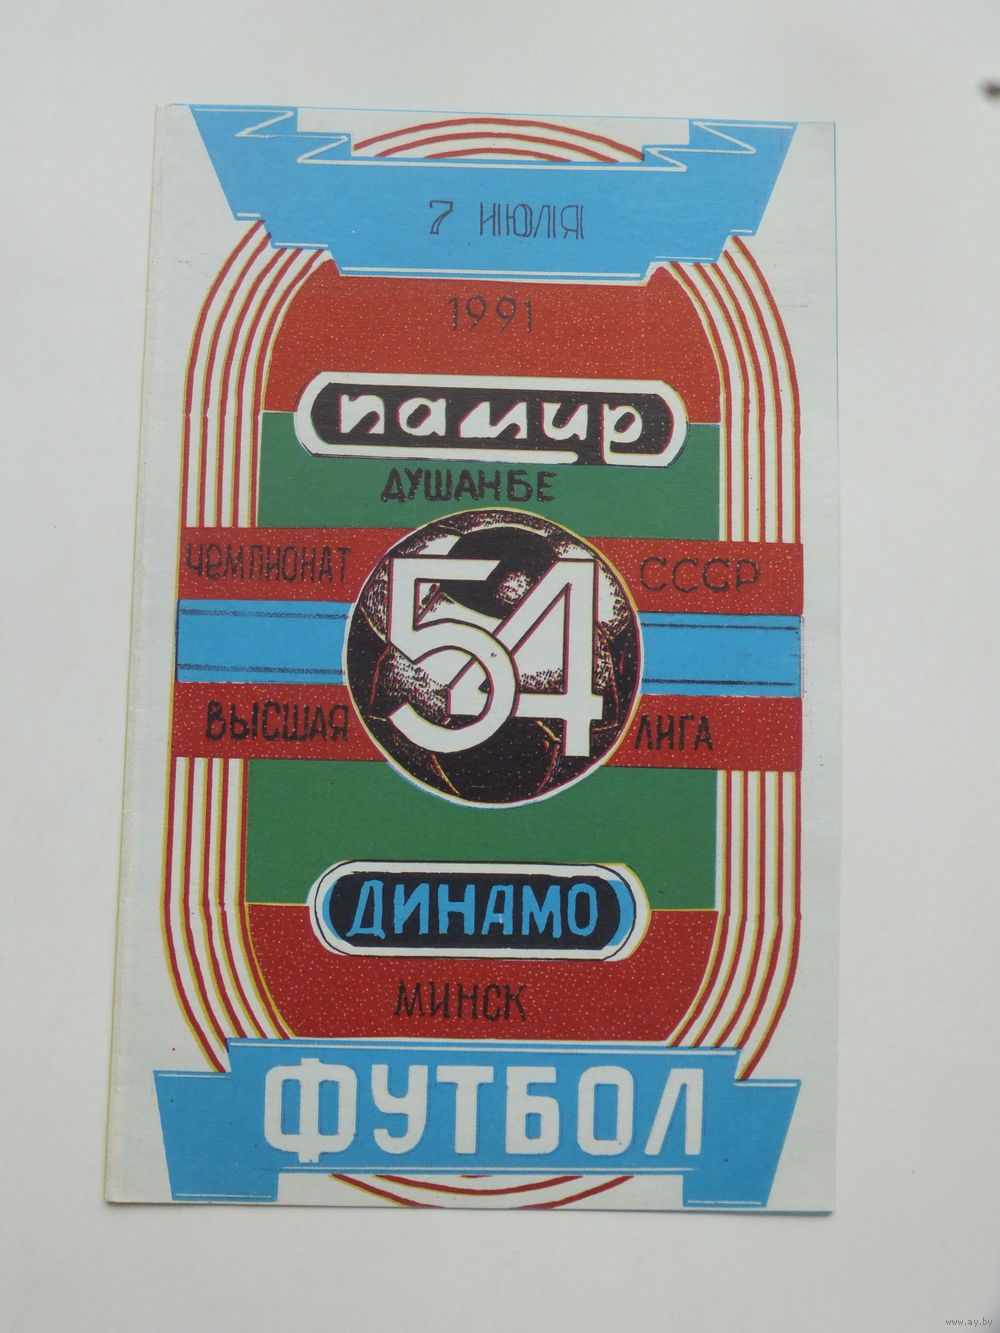 7 ИЮЛЯ
1991
памир
ДУШАНБЕ
ЧЕМПИОНАТ СССР
54
ВЫСШАЯ ЛИГА
ДИНАМО
МИНСК
ФУТБОЛ
www.ay.by